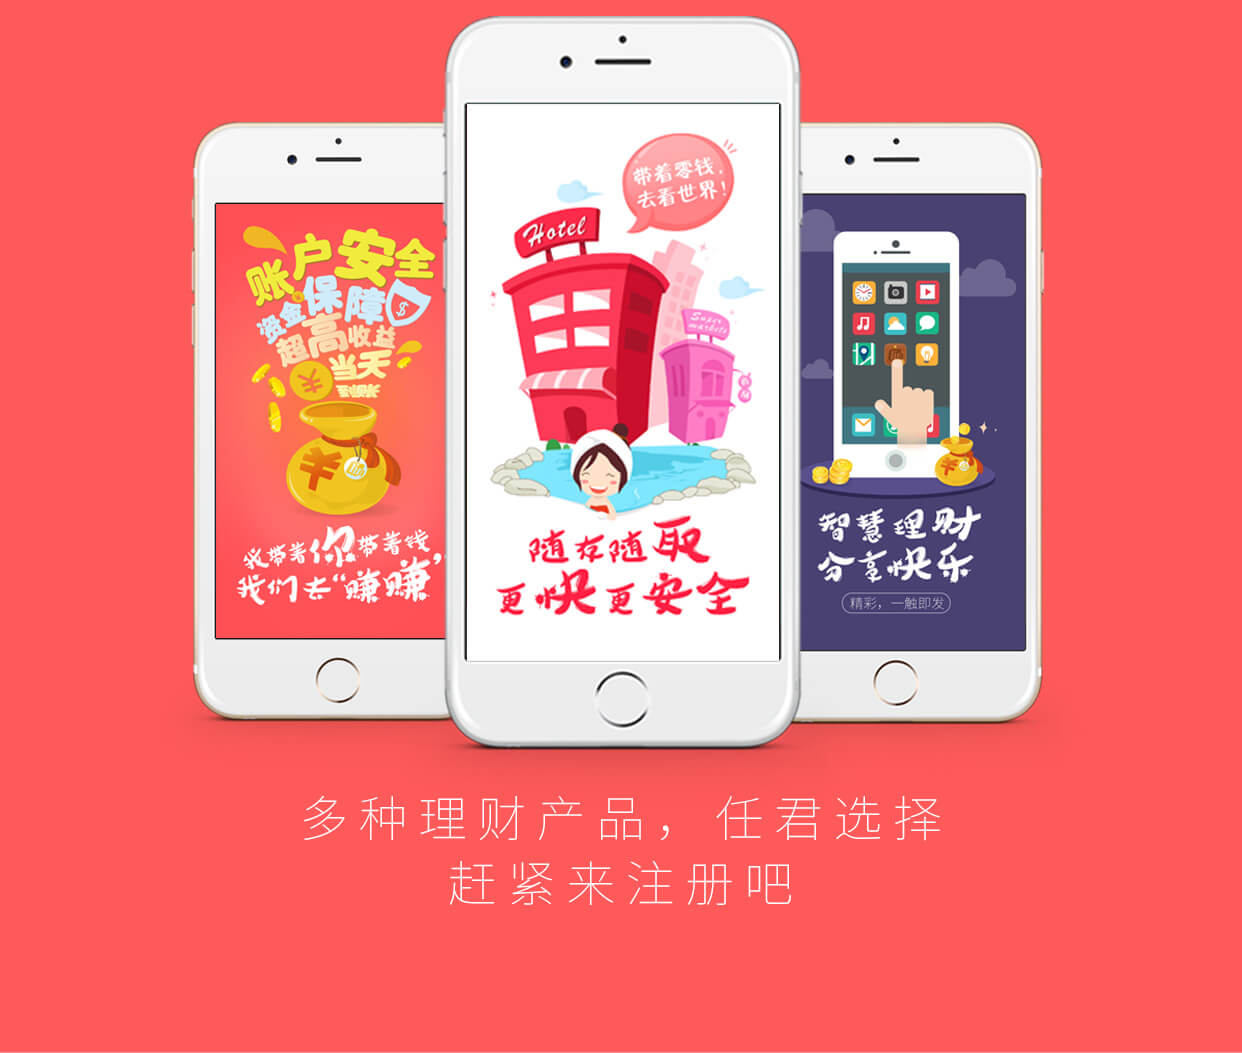 账户安全
资金保障
$
超高收益
当天
到账
我带着你带着钱,
我们去“赚赚
带着零钱,
去看世界!
Hotel
Super
markets
随存随取
更快更安全
智慧理财
分享快乐
精彩，一触即发
多种理财产品，任君选择
赶紧来注册吧